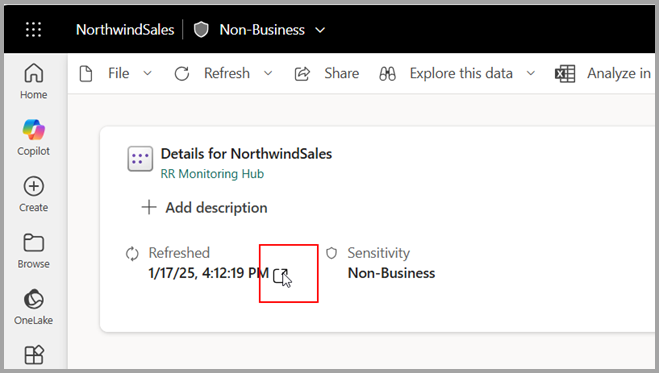 NorthwindSales
Non-Business
File
Refresh
Share
Explore this data
Analyze in
Home
Copilot
Create
Browse
OneLake
Details for NorthwindSales
RR Monitoring Hub
Add description
Refreshed
1/17/25, 4:12:19 PM
Sensitivity
Non-Business